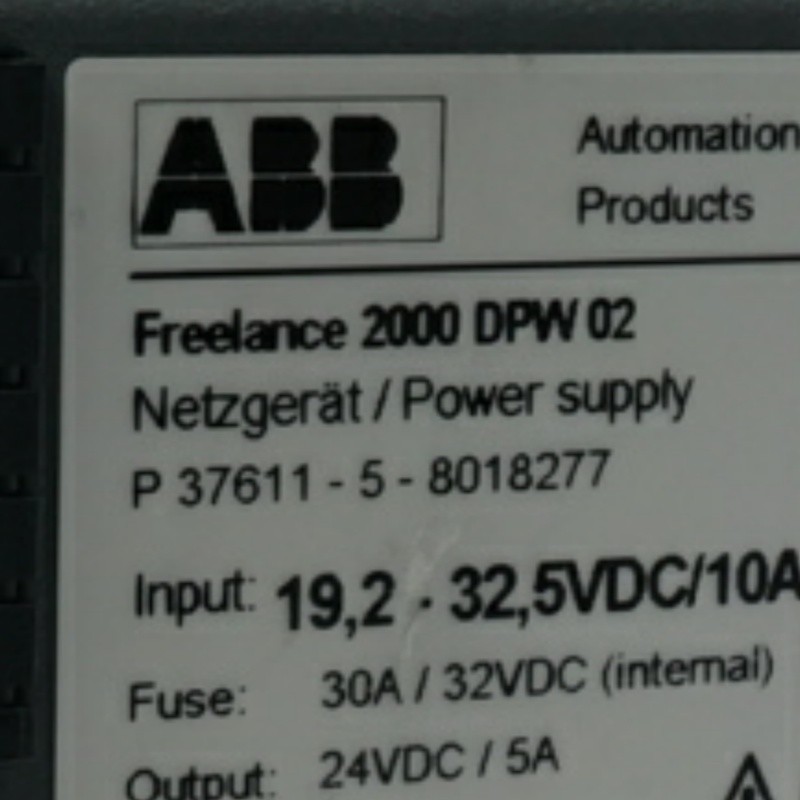 ABB
Automation
Products
Freelance 2000 DPW 02
Netzgerät / Power supply
P 37611 - 5 - 8018277
Input: 19,2 - 32,5VDC/10A
Fuse: 30A / 32VDC (internal)
Output: 24VDC / 5A